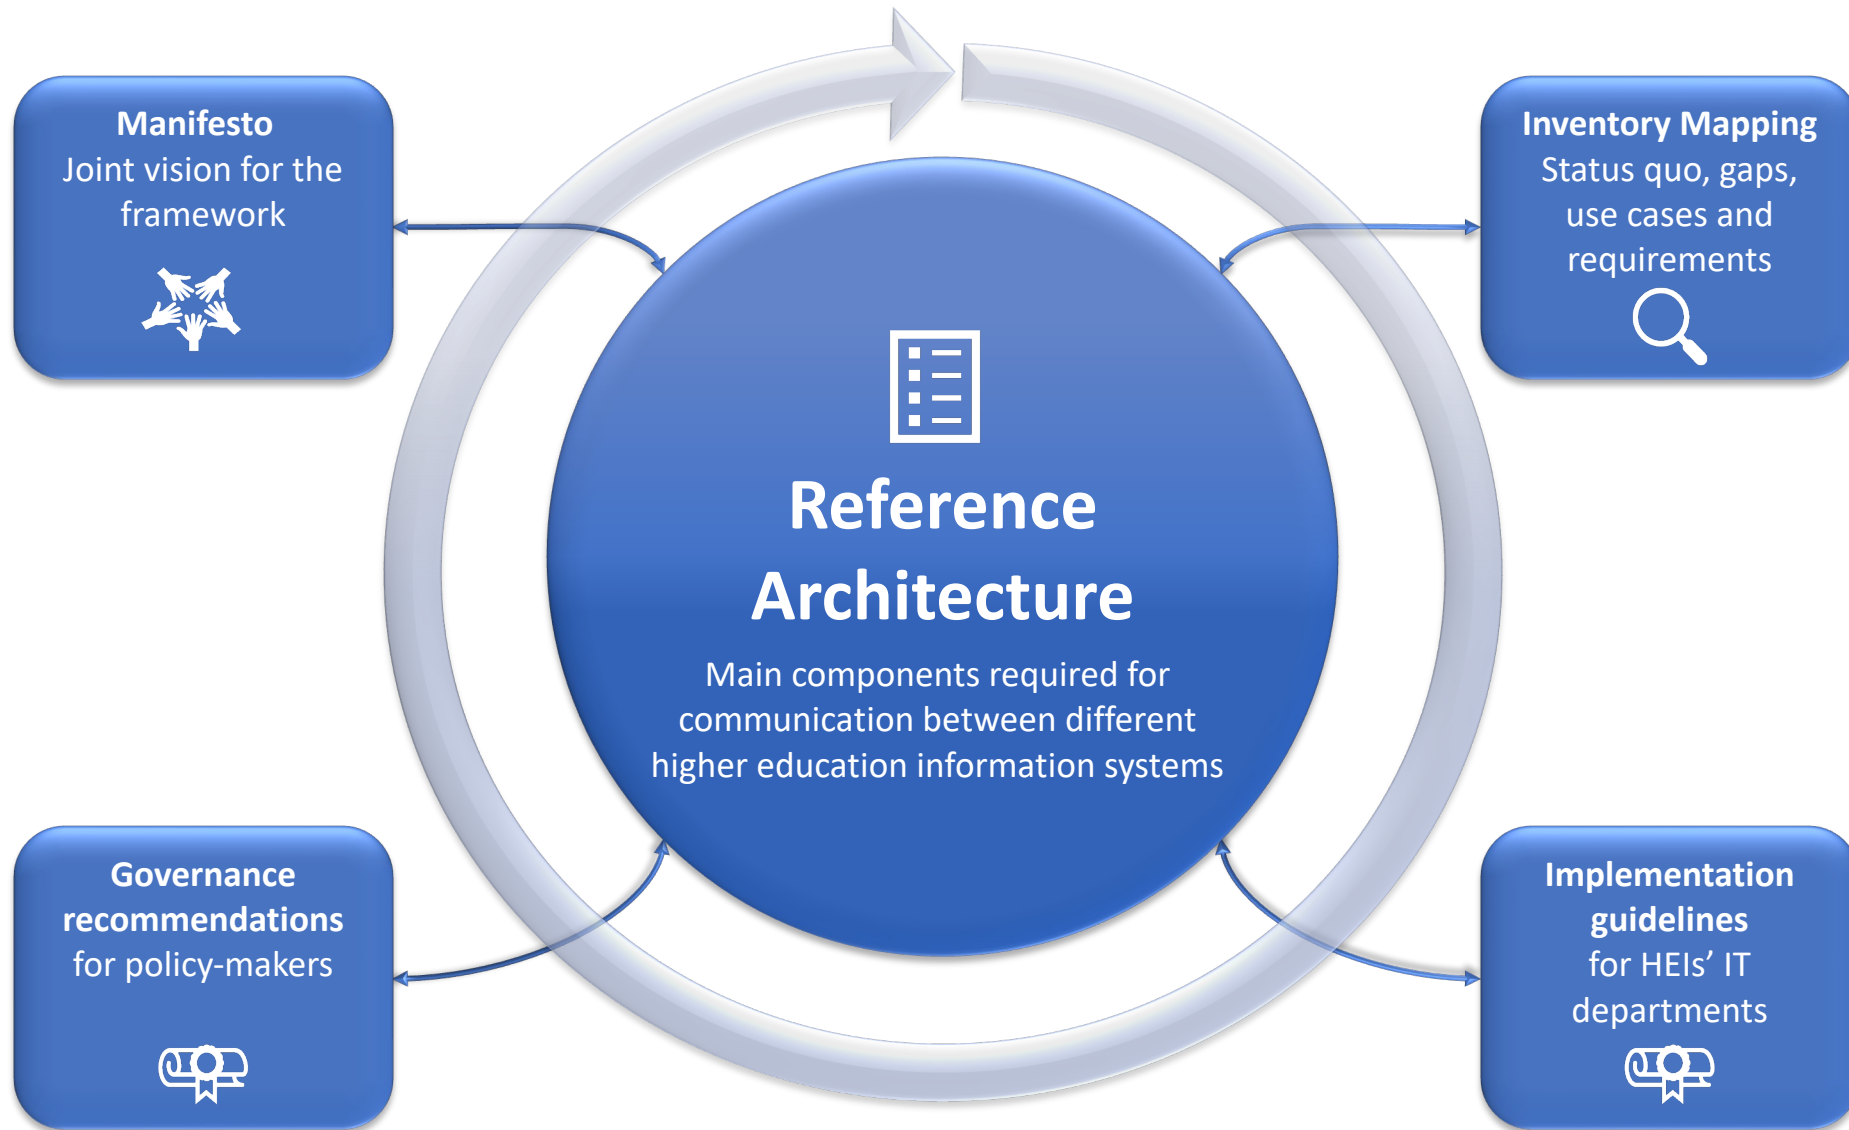 Manifesto
Joint vision for the
framework
Inventory Mapping
Status quo, gaps,
use cases and
requirements
Reference
Architecture
Main components required for
communication between different
higher education information systems
Governance
recommendations
for policy-makers
Implementation
guidelines
for HEIs’ IT
departments